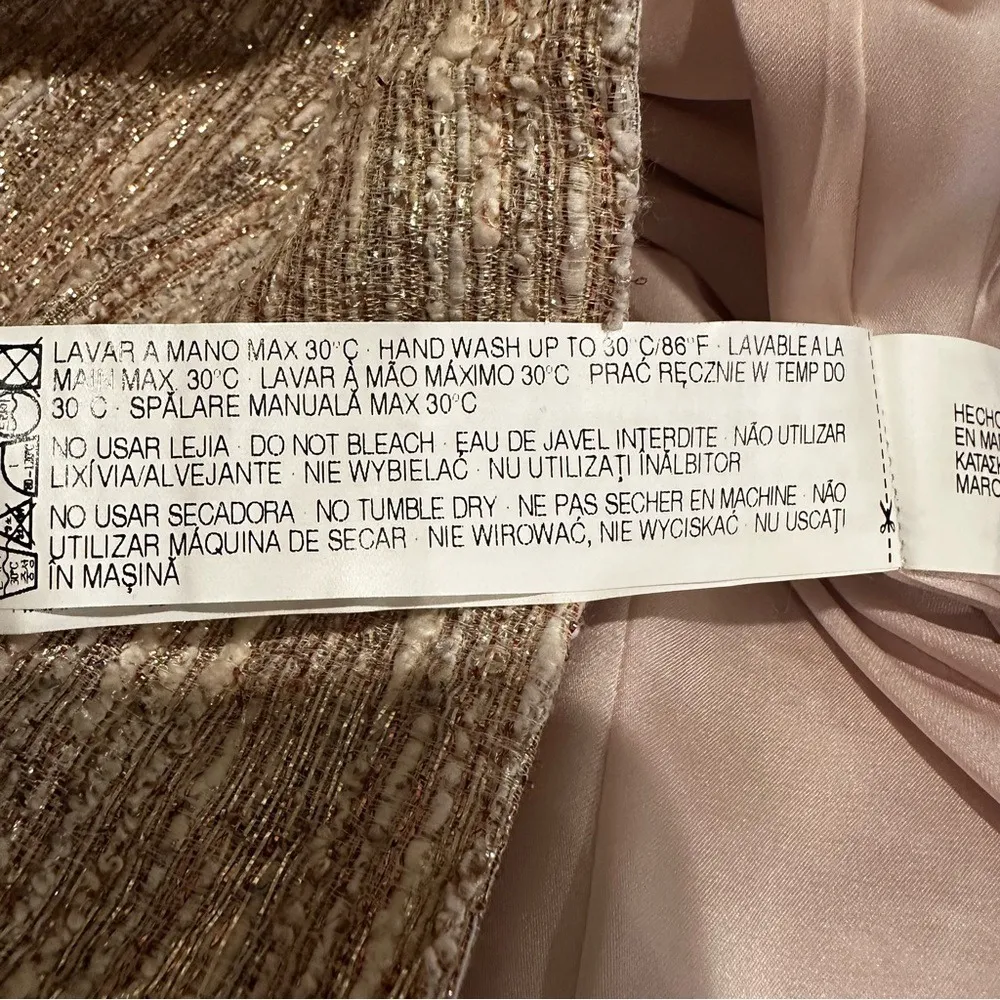 LAVAR A MANO MAX 30°C · HAND WASH UP TO 30°C/86°F · LAVABLE A LA
MAIN MAX. 30°C · LAVAR À MÃO MÁXIMO 30°C · PRAĆ RĘCZNIE W TEMP DO
30°C · SPĂLARE MANUALĂ MAX 30°C
NO USAR LEJIA · DO NOT BLEACH · EAU DE JAVEL INTERDITE · NÃO UTILIZAR
LIXÍVIA/ALVEJANTE · NIE WYBIELAĆ · NU UTILIZAȚI ÎNĂLBITOR
NO USAR SECADORA · NO TUMBLE DRY · NE PAS SECHER EN MACHINE · NÃO
UTILIZAR MÁQUINA DE SECAR · NIE WIROWAĆ, NIE WYCISKAĆ · NU USCAȚI
ÎN MAŞINĂ
HECHO
EN MA
ΚΑΤΑΣΚ
MARO